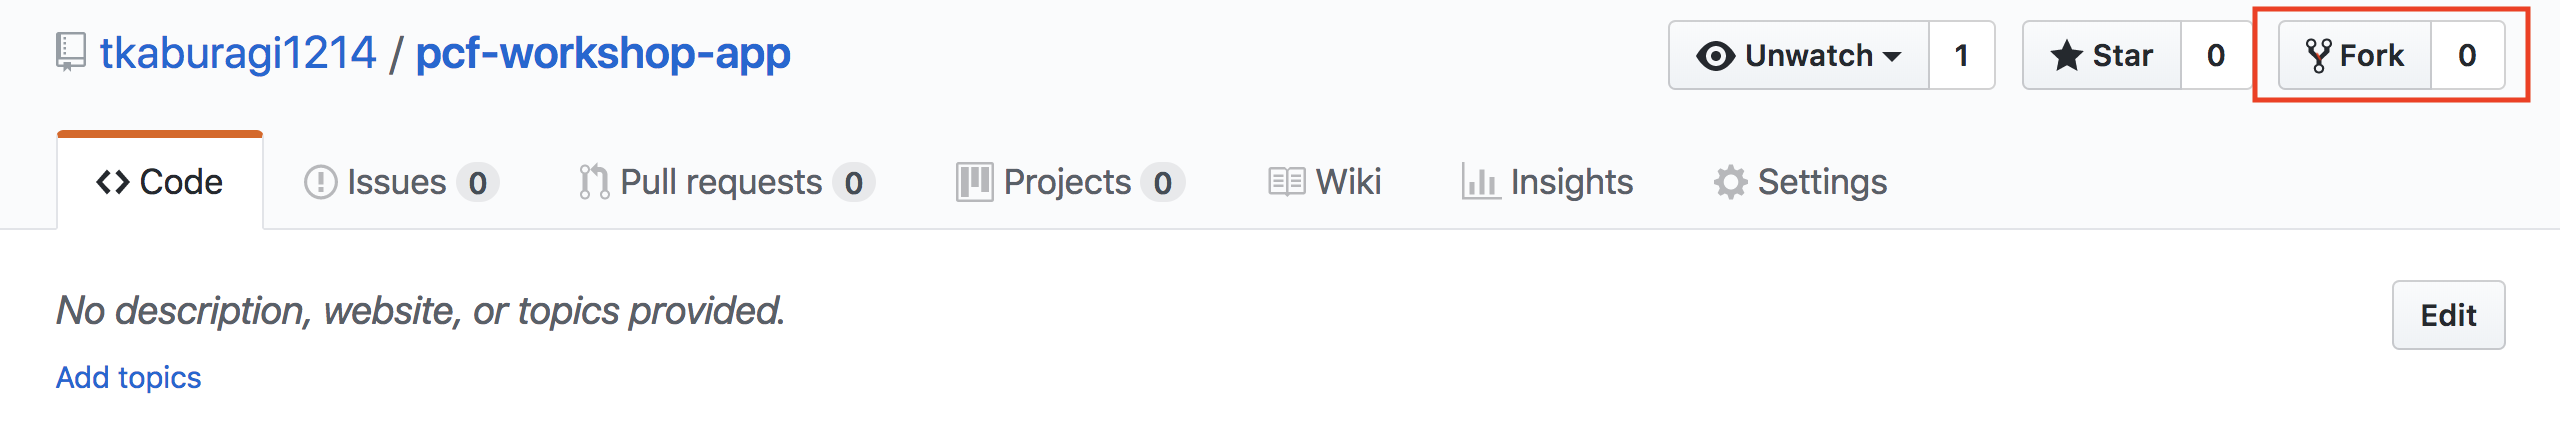 tkaburagi1214 / pcf-workshop-app Unwatch 1 Star 0 Fork 0
Code Issues 0 Pull requests 0 Projects 0 Wiki Insights Settings
No description, website, or topics provided. Edit
Add topics